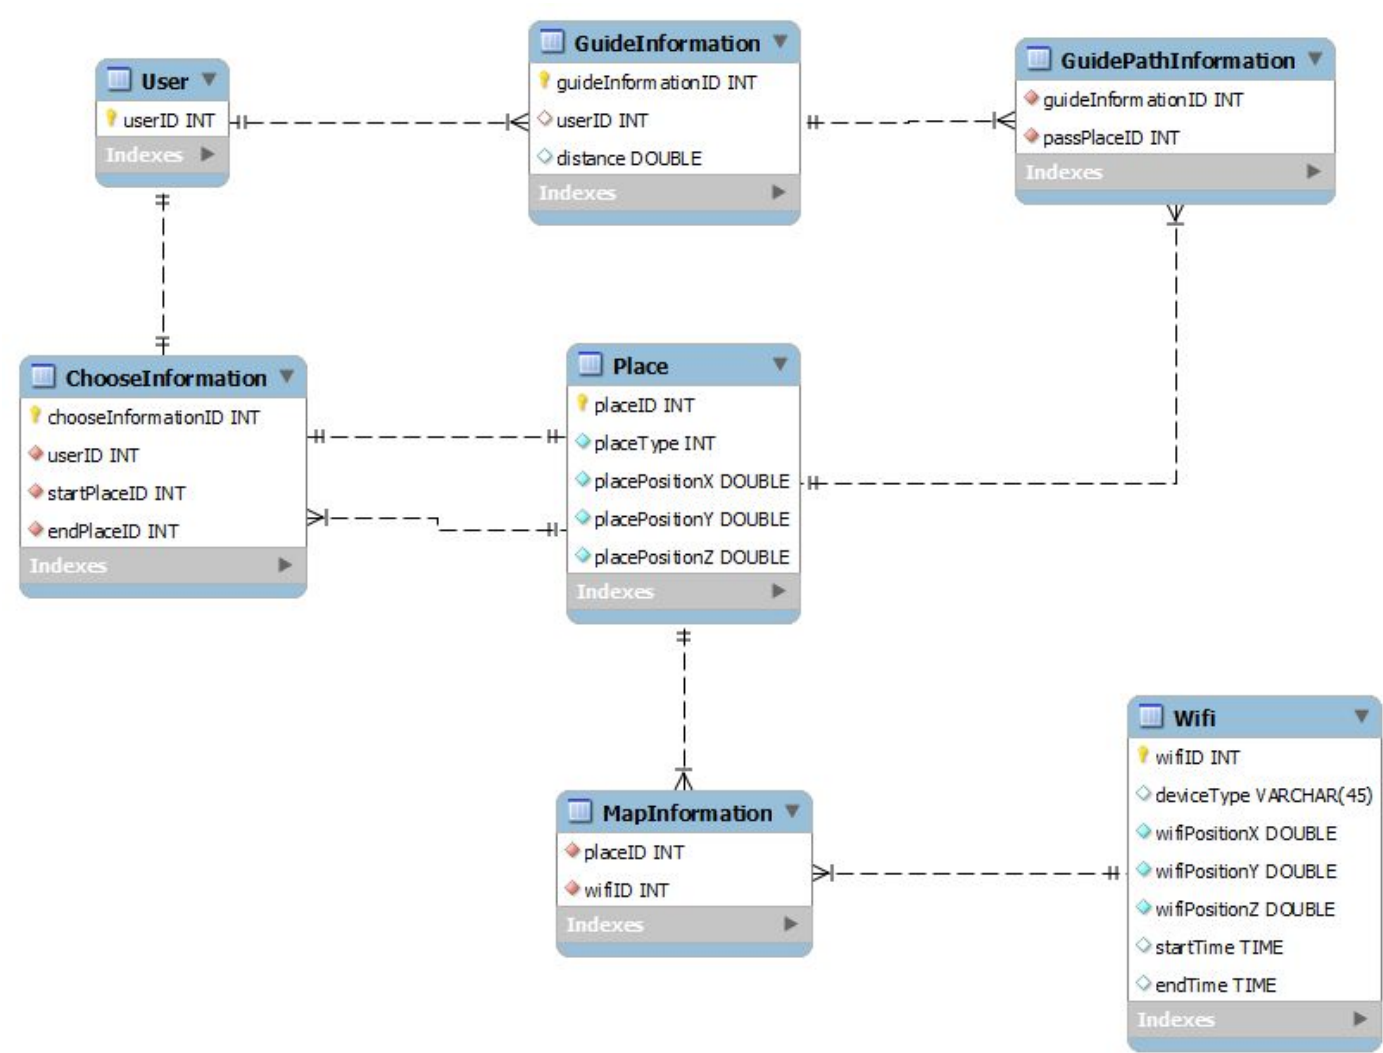 User
userID INT
Indexes
GuideInformation
guideInformationID INT
userID INT
distance DOUBLE
Indexes
GuidePathInformation
guideInformationID INT
passPlaceID INT
Indexes
ChooseInformation
chooseInformationID INT
userID INT
startPlaceID INT
endPlaceID INT
Indexes
Place
placeID INT
placeType INT
placePositionX DOUBLE
placePositionY DOUBLE
placePositionZ DOUBLE
Indexes
MapInformation
placeID INT
wifiID INT
Indexes
Wifi
wifiID INT
deviceType VARCHAR(45)
wifiPositionX DOUBLE
wifiPositionY DOUBLE
wifiPositionZ DOUBLE
startTime TIME
endTime TIME
Indexes